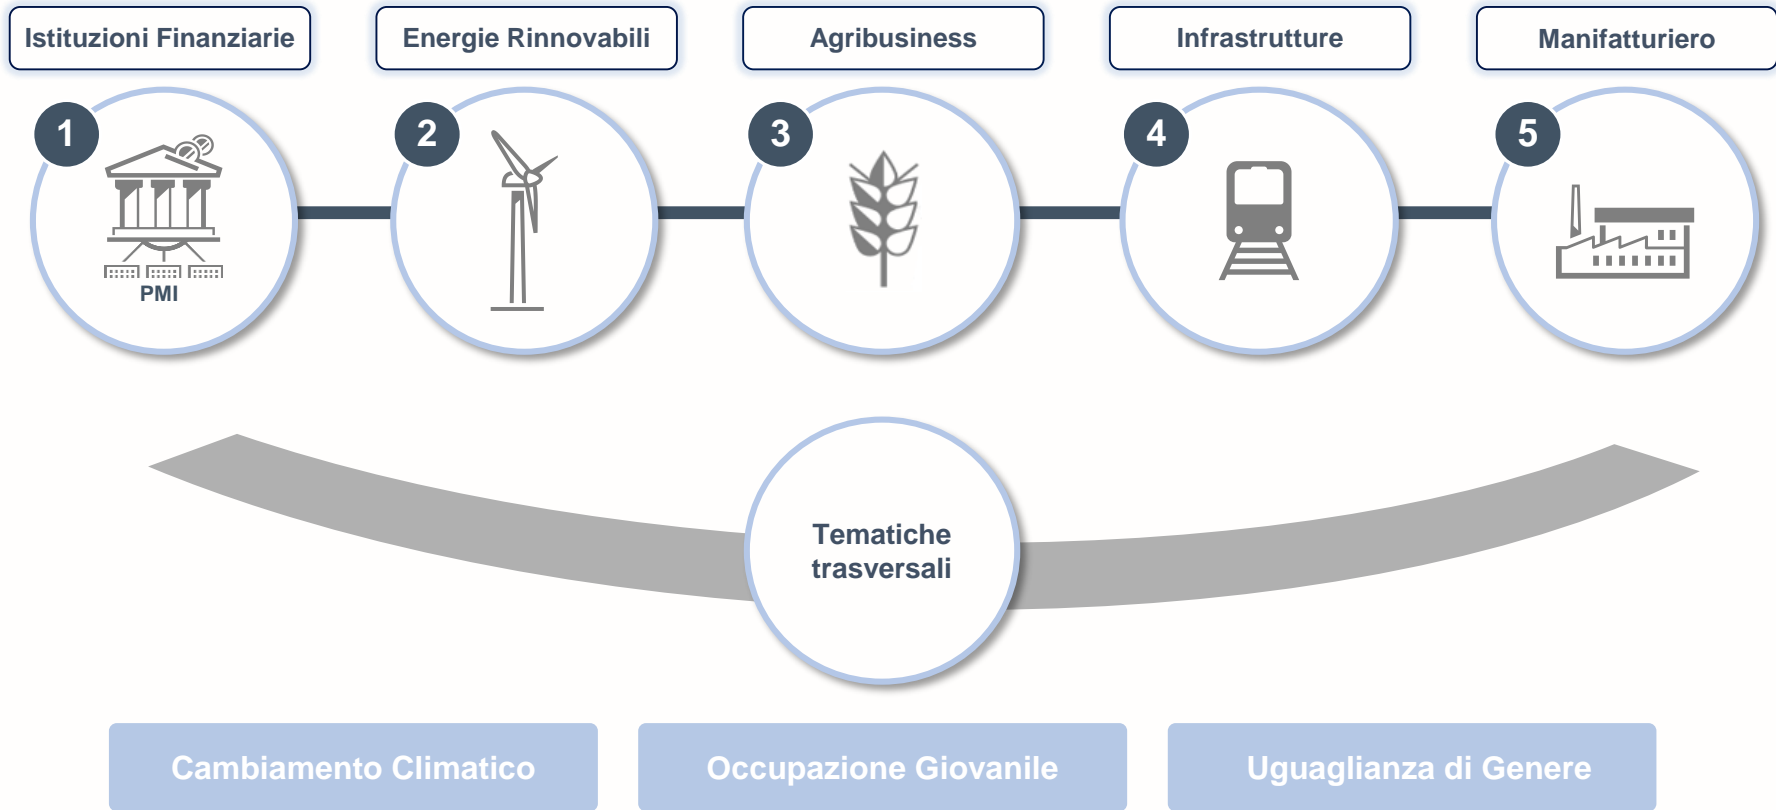 Istituzioni Finanziarie
Energie Rinnovabili
Agribusiness
Infrastrutture
Manifatturiero
1
2
3
4
5
PMI
Tematiche
trasversali
Cambiamento Climatico
Occupazione Giovanile
Uguaglianza di Genere